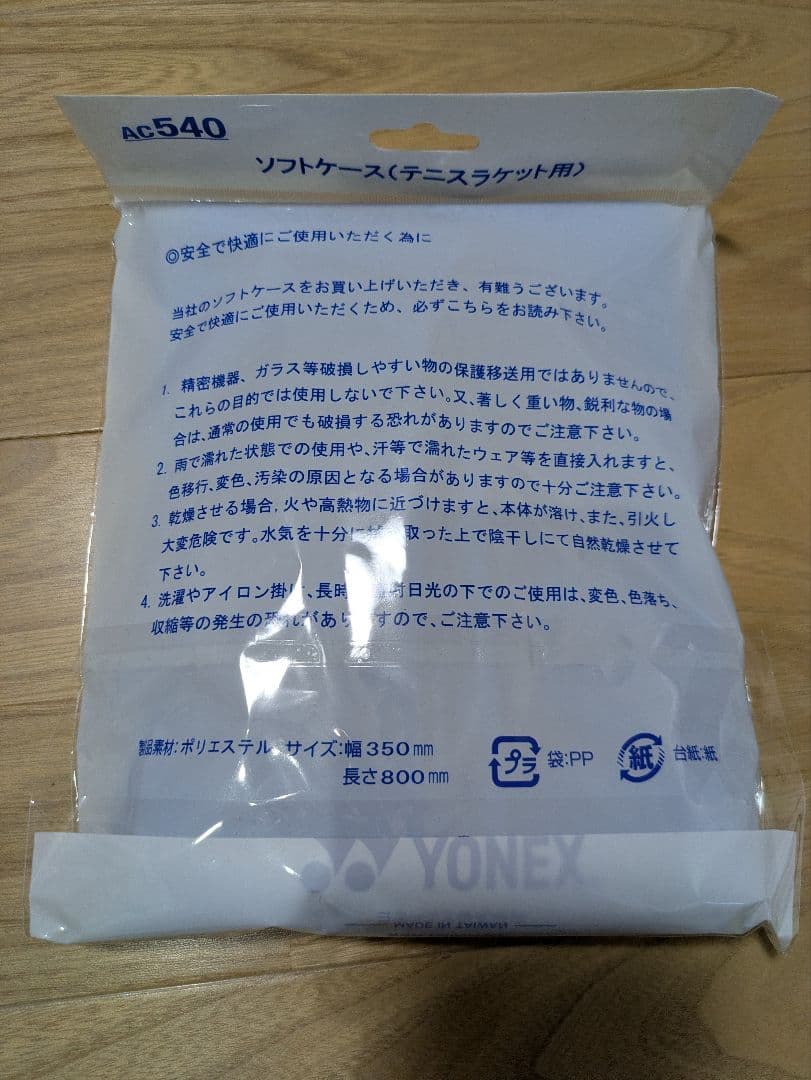 AC540
ソフトケース(テニスラケット用)
◎安全で快適にご使用いただく為に
当社のソフトケースをお買い上げいただき、有難うございます。
安全で快適にご使用いただくため、必ずこちらをお読み下さい。
1. 精密機器、ガラス等破損しやすい物の保護移送用ではありませんので、
これらの目的では使用しないで下さい。又、著しく重い物、鋭利な物の場
合は、通常の使用でも破損する恐れがありますのでご注意下さい。
2. 雨で濡れた状態での使用や、汗等で濡れたウェア等を直接入れますと、
色移行、変色、汚染の原因となる場合がありますので十分ご注意下さい。
3. 乾燥させる場合,火や高熱物に近づけますと、本体が溶け、また、引火し
大変危険です。水気を十分に 取った上で陰干しにて自然乾燥させて
下さい。
4. 洗濯やアイロン掛け、長時 射日光の下でのご使用は、変色、色落ち、
収縮等の発生の恐れがありますので、ご注意下さい。
製品素材:ポリエステル サイズ:幅350mm
長さ800mm
プラ 袋:PP
紙 台紙:紙
YONEX
MADE IN TAIWAN